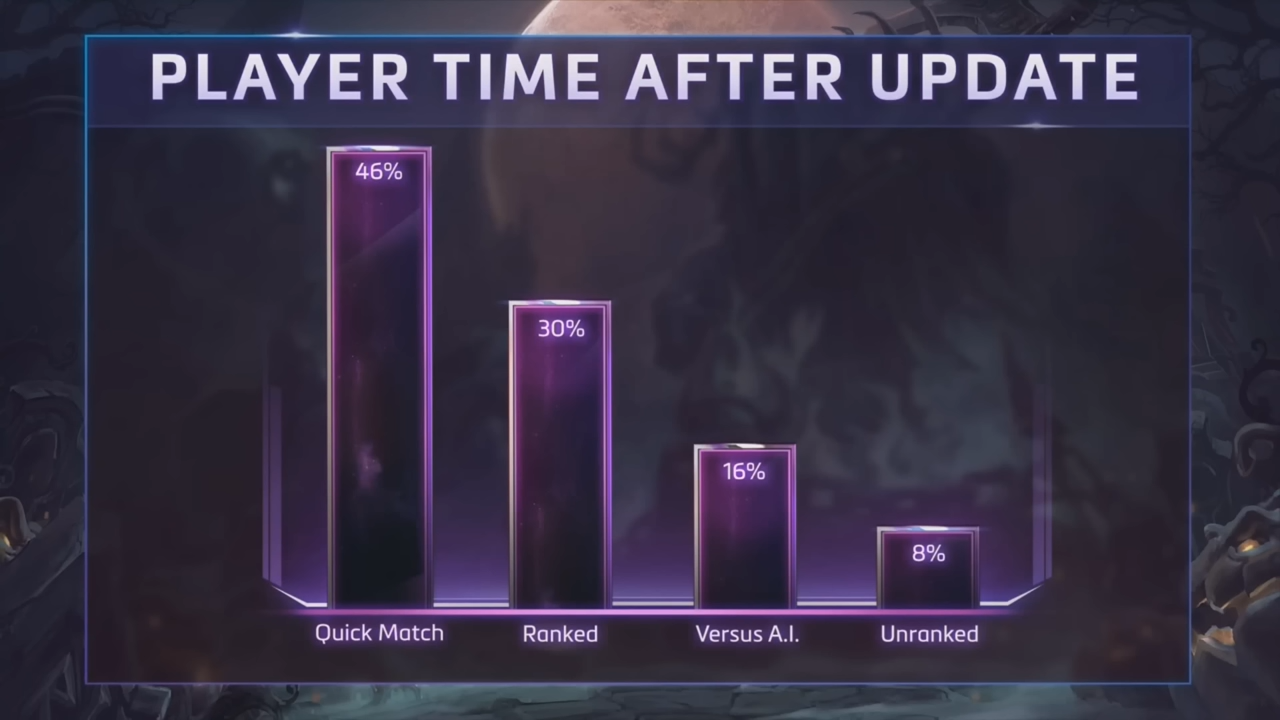 PLAYER TIME AFTER UPDATE
46%
30%
16%
8%
Quick Match
Ranked
Versus A.I.
Unranked